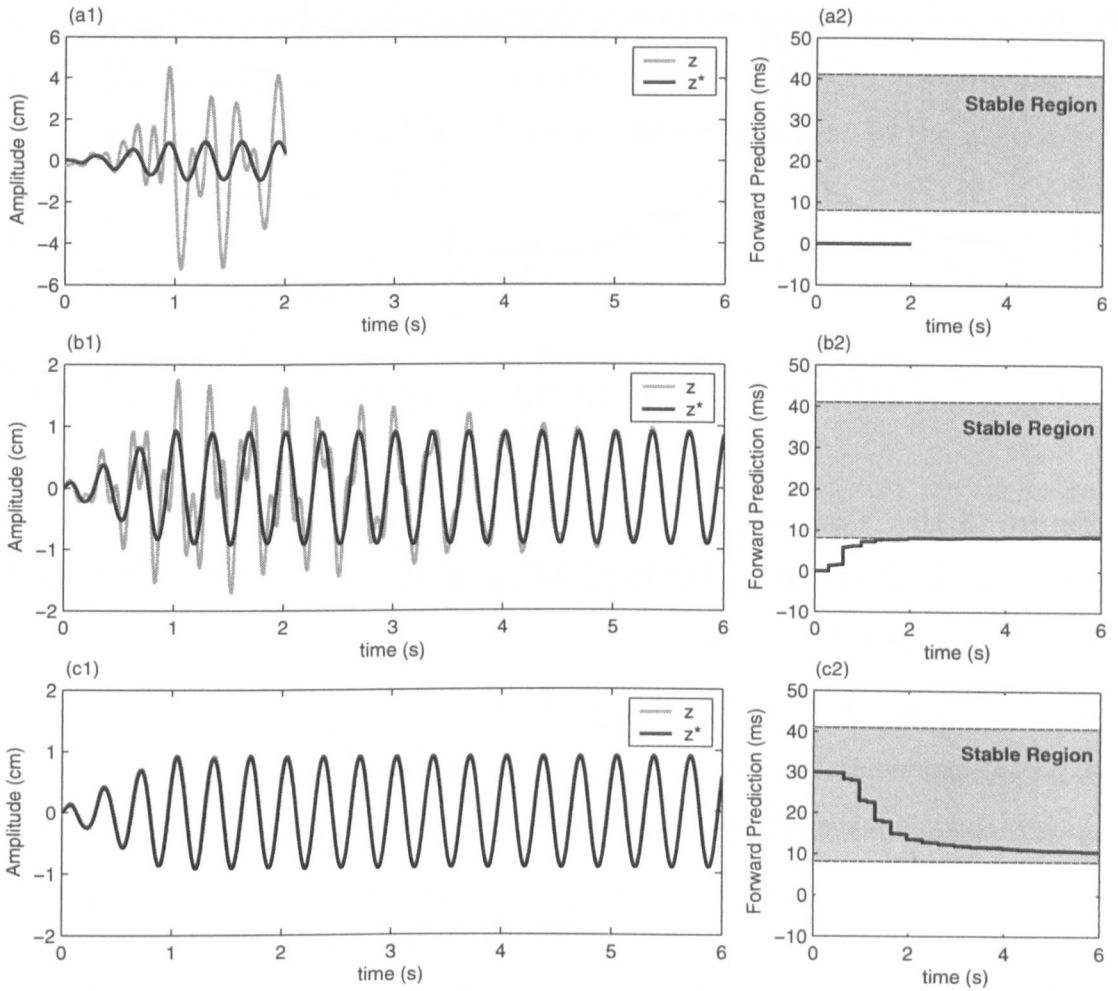 (a1)
6
4
2
0
−2
−4
−6
Amplitude (cm)
z
z*
0 1 2 3 4 5 6
time (s)
(a2)
50
40
30
20
10
0
−10
Forward Prediction (ms)
Stable Region
0 2 4 6
time (s)
(b1)
2
1
0
−1
−2
Amplitude (cm)
z
z*
0 1 2 3 4 5 6
time (s)
(b2)
50
40
30
20
10
0
−10
Forward Prediction (ms)
Stable Region
0 2 4 6
time (s)
(c1)
2
1
0
−1
−2
Amplitude (cm)
z
z*
0 1 2 3 4 5 6
time (s)
(c2)
50
40
30
20
10
0
−10
Forward Prediction (ms)
Stable Region
0 2 4 6
time (s)